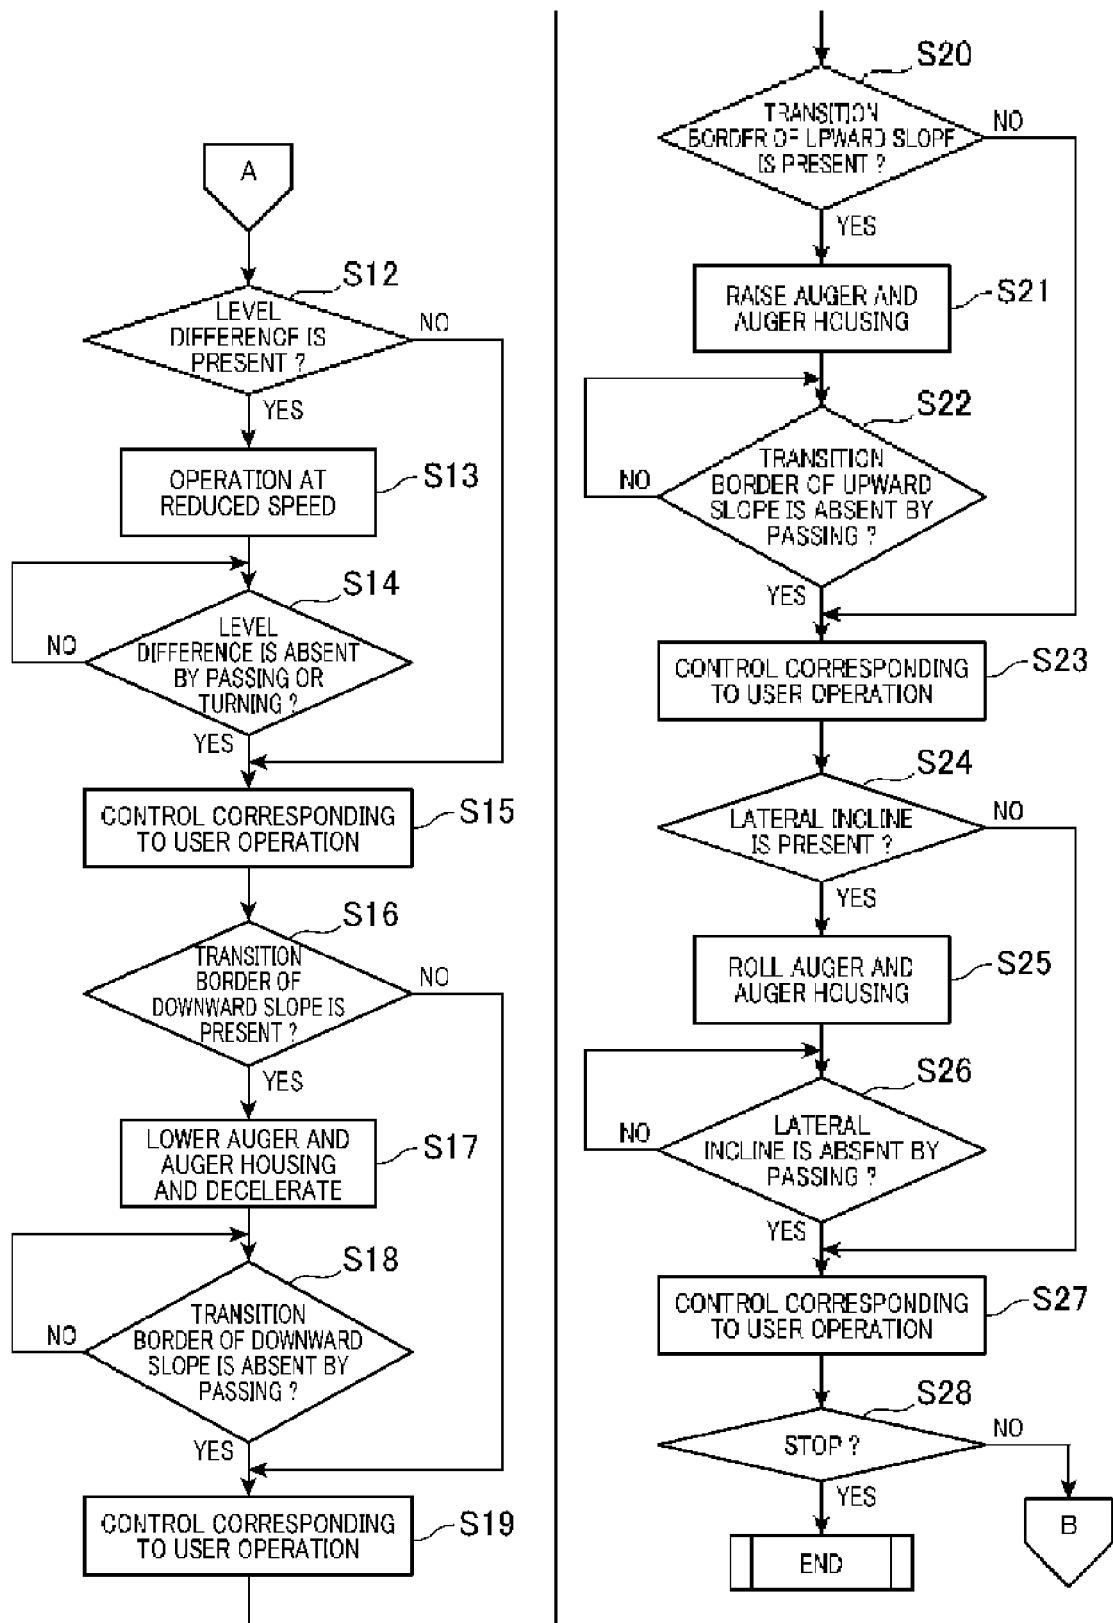 A
S12
LEVEL
DIFFERENCE IS
PRESENT ?
NO
YES
OPERATION AT
REDUCED SPEED
S13
S14
LEVEL
DIFFERENCE IS ABSENT
BY PASSING OR
TURNING ?
NO
YES
CONTROL CORRESPONDING
TO USER OPERATION
S15
S16
TRANSITION
BORDER OF
DOWNWARD SLOPE IS
PRESENT ?
NO
YES
LOWER AUGER AND
AUGER HOUSING
AND DECELERATE
S17
S18
TRANSITION
BORDER OF DOWNWARD
SLOPE IS ABSENT BY
PASSING ?
NO
YES
CONTROL CORRESPONDING
TO USER OPERATION
S19
S20
TRANSITION
BORDER OF UPWARD SLOPE
IS PRESENT ?
NO
YES
RAISE AUGER AND
AUGER HOUSING
S21
S22
TRANSITION
BORDER OF UPWARD
SLOPE IS ABSENT BY
PASSING ?
NO
YES
CONTROL CORRESPONDING
TO USER OPERATION
S23
S24
LATERAL INCLINE
IS PRESENT ?
NO
YES
ROLL AUGER AND
AUGER HOUSING
S25
S26
LATERAL
INCLINE IS ABSENT BY
PASSING ?
NO
YES
CONTROL CORRESPONDING
TO USER OPERATION
S27
S28
STOP ?
NO
YES
END
B